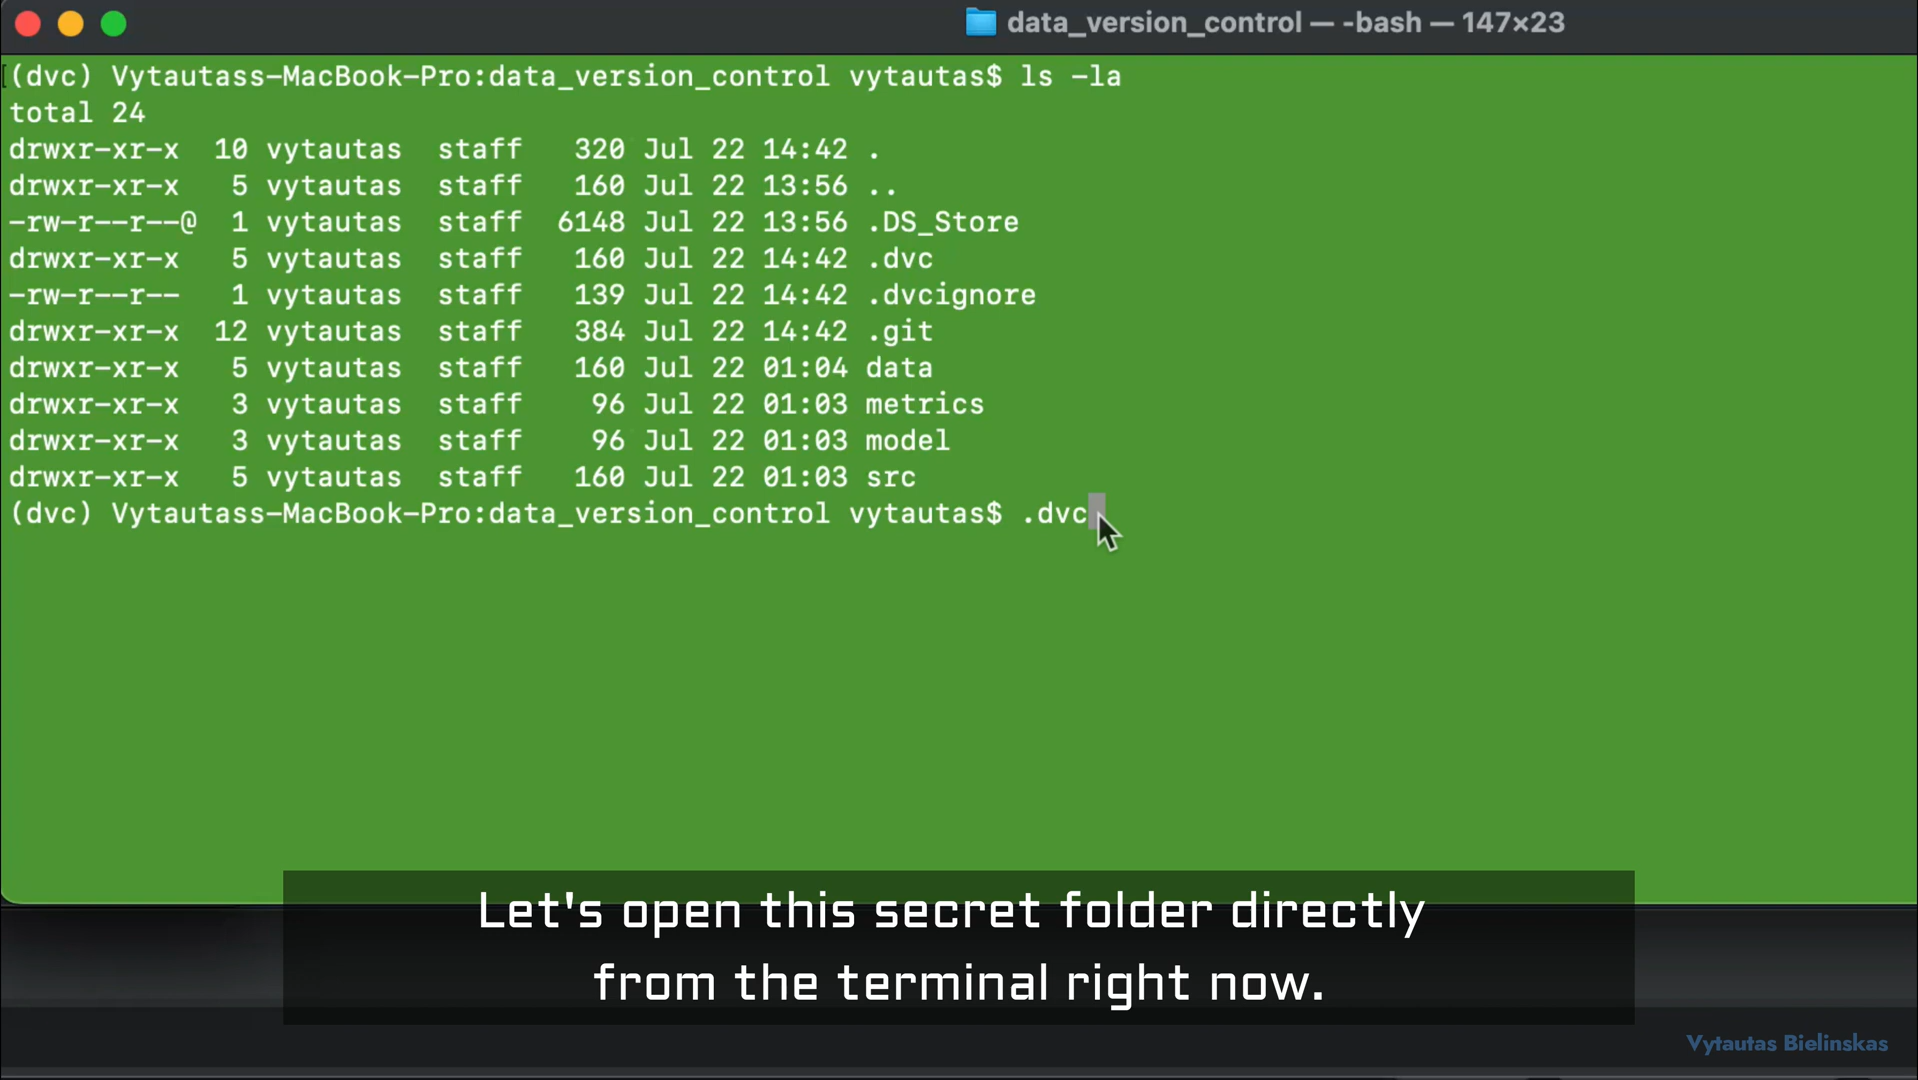 data_version_control — -bash — 147×23
(dvc) Vytautass-MacBook-Pro:data_version_control vytautas$ ls -la
total 24
drwxr-xr-x  10 vytautas  staff   320 Jul 22 14:42 .
drwxr-xr-x   5 vytautas  staff   160 Jul 22 13:56 ..
-rw-r--r--@  1 vytautas  staff  6148 Jul 22 13:56 .DS_Store
drwxr-xr-x   5 vytautas  staff   160 Jul 22 14:42 .dvc
-rw-r--r--   1 vytautas  staff   139 Jul 22 14:42 .dvcignore
drwxr-xr-x  12 vytautas  staff   384 Jul 22 14:42 .git
drwxr-xr-x   5 vytautas  staff   160 Jul 22 01:04 data
drwxr-xr-x   3 vytautas  staff    96 Jul 22 01:03 metrics
drwxr-xr-x   3 vytautas  staff    96 Jul 22 01:03 model
drwxr-xr-x   5 vytautas  staff   160 Jul 22 01:03 src
(dvc) Vytautass-MacBook-Pro:data_version_control vytautas$ .dvc
Let's open this secret folder directly
from the terminal right now.
Vytautas Bielinskas